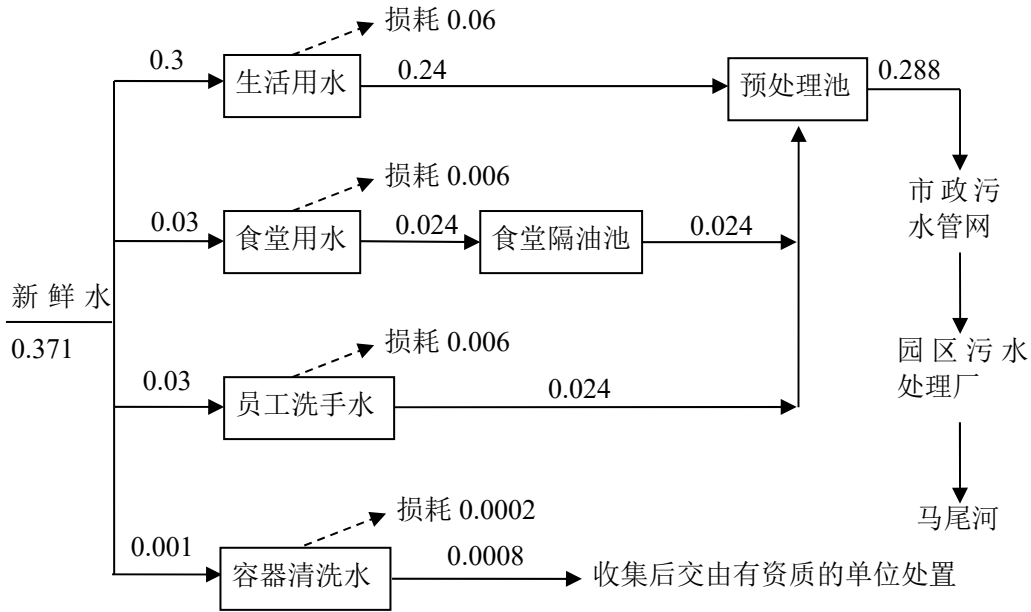 损耗 0.06
0.3
生活用水
0.24
预处理池
0.288
损耗 0.006
市政污
水管网
0.03
食堂用水
0.024
食堂隔油池
0.024
新鲜水
0.371
损耗 0.006
园区污水
处理厂
0.03
员工洗手水
0.024
损耗 0.0002
马尾河
0.001
容器清洗水
0.0008
收集后交由有资质的单位处置